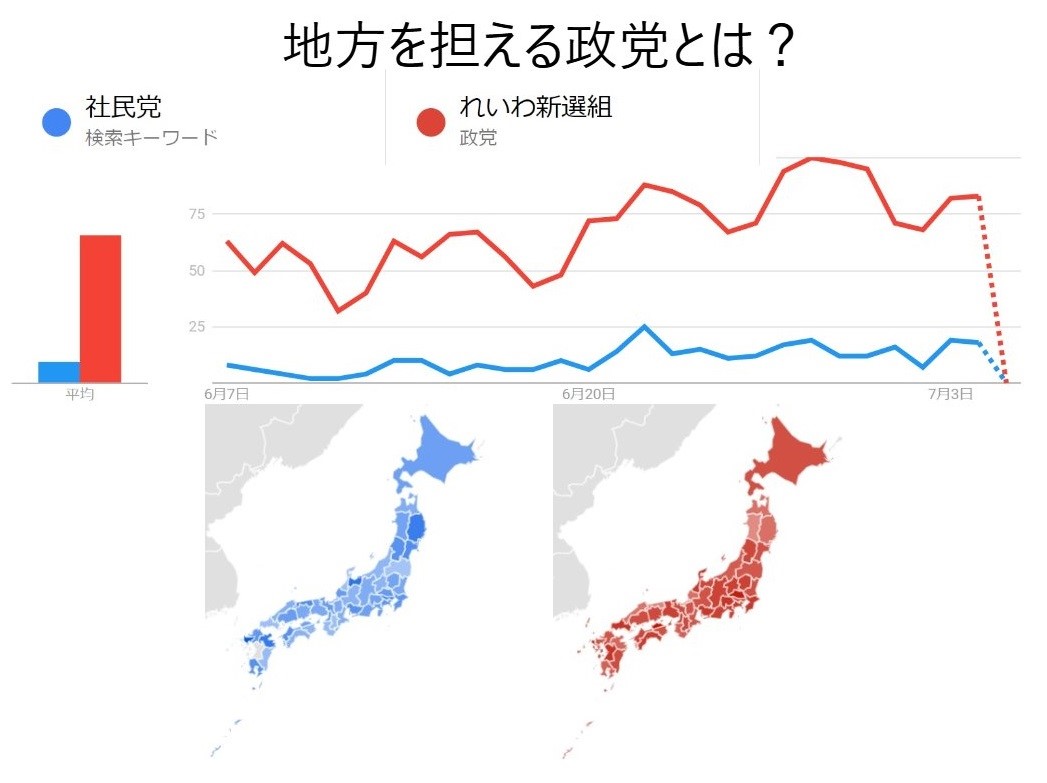 地方を担える政党とは？
社民党
検索キーワード
れいわ新選組
政党
75
50
25
平均
6月7日
6月20日
7月3日